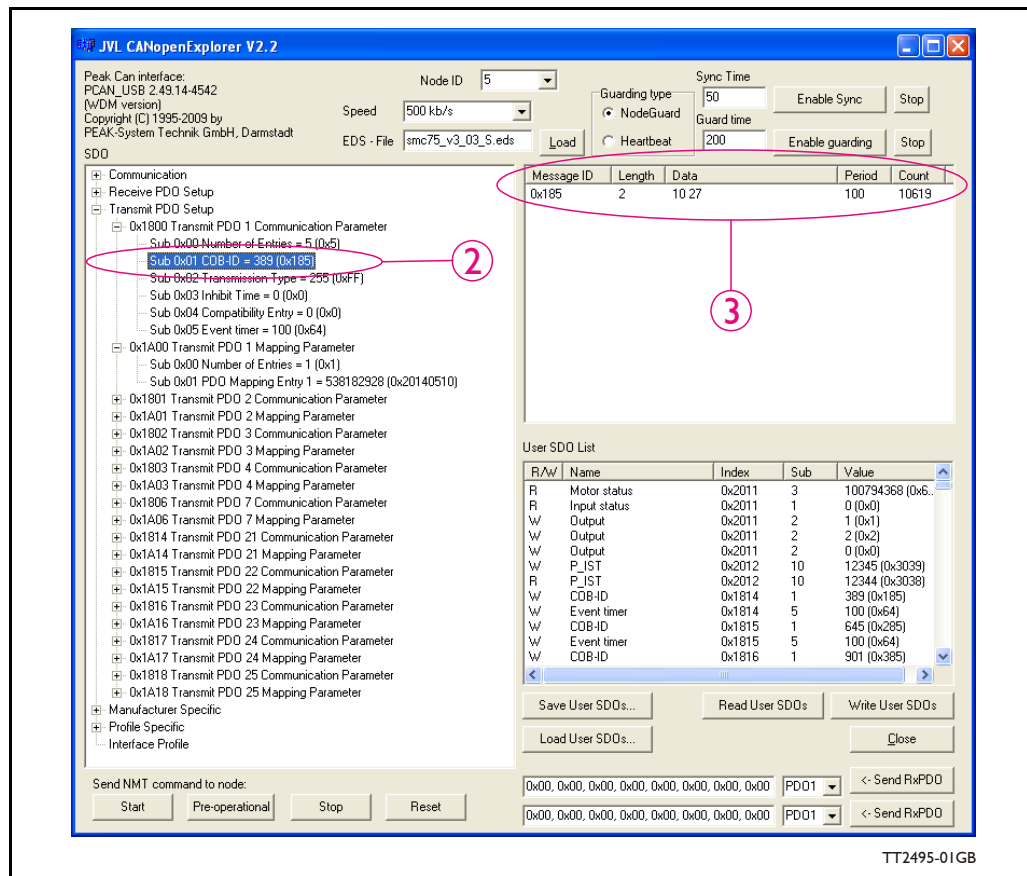 JVL CANopenExplorer V2.2
Peak Can interface:
PCAN_USB 2.49.14-4542
(WDM version)
Copyright (C) 1995-2009 by
PEAK-System Technik GmbH, Darmstadt
Node ID 5
Speed 500 kb/s
EDS - File smc75_v3_03_S.eds Load
Guarding type
NodeGuard
Heartbeat
Sync Time
50 Enable Sync Stop
Guard time
200 Enable guarding Stop
SDO
Communication
Receive PDO Setup
Transmit PDO Setup
0x1800 Transmit PDO 1 Communication Parameter
Sub 0x00 Number of Entries = 5 (0x5)
Sub 0x01 COB-ID = 389 (0x185)
Sub 0x02 Transmission Type = 255 (0xFF)
Sub 0x03 Inhibit Time = 0 (0x0)
Sub 0x04 Compatibility Entry = 0 (0x0)
Sub 0x05 Event timer = 100 (0x64)
0x1A00 Transmit PDO 1 Mapping Parameter
Sub 0x00 Number of Entries = 1 (0x1)
Sub 0x01 PDO Mapping Entry 1 = 538182928 (0x20140510)
0x1801 Transmit PDO 2 Communication Parameter
0x1A01 Transmit PDO 2 Mapping Parameter
0x1802 Transmit PDO 3 Communication Parameter
0x1A02 Transmit PDO 3 Mapping Parameter
0x1803 Transmit PDO 4 Communication Parameter
0x1A03 Transmit PDO 4 Mapping Parameter
0x1806 Transmit PDO 7 Communication Parameter
0x1A06 Transmit PDO 7 Mapping Parameter
0x1814 Transmit PDO 21 Communication Parameter
0x1A14 Transmit PDO 21 Mapping Parameter
0x1815 Transmit PDO 22 Communication Parameter
0x1A15 Transmit PDO 22 Mapping Parameter
0x1816 Transmit PDO 23 Communication Parameter
0x1A16 Transmit PDO 23 Mapping Parameter
0x1817 Transmit PDO 24 Communication Parameter
0x1A17 Transmit PDO 24 Mapping Parameter
0x1818 Transmit PDO 25 Communication Parameter
0x1A18 Transmit PDO 25 Mapping Parameter
Manufacturer Specific
Profile Specific
Interface Profile
2
Message ID Length Data Period Count
0x185 2 10 27 100 10619
3
User SDO List
R/W Name Index Sub Value
R Motor status 0x2011 3 100794368 (0x6..
R Input status 0x2011 1 0 (0x0)
W Output 0x2011 2 1 (0x1)
W Output 0x2011 2 2 (0x2)
W Output 0x2011 2 0 (0x0)
W P_IST 0x2012 10 12345 (0x3039)
R P_IST 0x2012 10 12344 (0x3038)
W COB-ID 0x1814 1 389 (0x185)
W Event timer 0x1814 5 100 (0x64)
W COB-ID 0x1815 1 645 (0x285)
W Event timer 0x1815 5 100 (0x64)
W COB-ID 0x1816 1 901 (0x385)
Save User SDOs... Read User SDOs Write User SDOs
Load User SDOs... Close
Send NMT command to node:
Start Pre-operational Stop Reset
0x00, 0x00, 0x00, 0x00, 0x00, 0x00, 0x00, 0x00 PDO1 <- Send RxPDO
0x00, 0x00, 0x00, 0x00, 0x00, 0x00, 0x00, 0x00 PDO1 <- Send RxPDO
TT2495-01GB